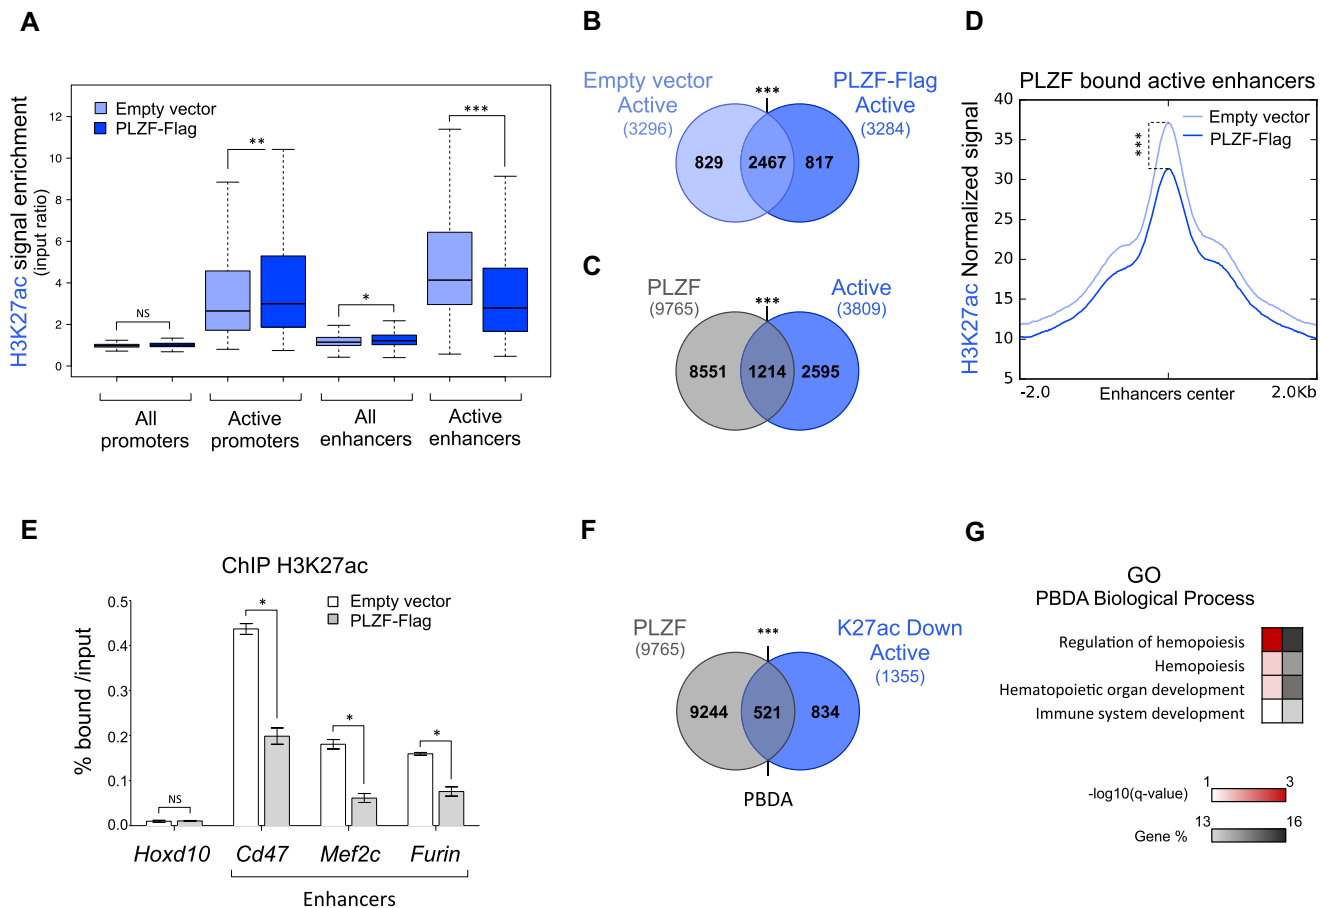 A
H3K27ac signal enrichment
(input ratio)
12
10
8
6
4
2
0
Empty vector
PLZF-Flag
NS
**
*
***
All
promoters
Active
promoters
All
enhancers
Active
enhancers
B
Empty vector
Active
(3296)
***
PLZF-Flag
Active
(3284)
829
2467
817
C
PLZF
(9765)
***
Active
(3809)
8551
1214
2595
D
PLZF bound active enhancers
H3K27ac Normalized signal
40
35
30
25
20
15
10
5
Empty vector
PLZF-Flag
***
-2.0
Enhancers center
2.0Kb
E
ChIP H3K27ac
% bound /input
0.5
0.4
0.3
0.2
0.1
0.0
Empty vector
PLZF-Flag
NS
*
*
*
Hoxd10
Cd47
Mef2c
Furin
Enhancers
F
PLZF
(9765)
***
K27ac Down
Active
(1355)
9244
521
834
PBDA
G
GO
PBDA Biological Process
Regulation of hemopoiesis
Hemopoiesis
Hematopoietic organ development
Immune system development
1
3
-log10(q-value)
13
16
Gene %